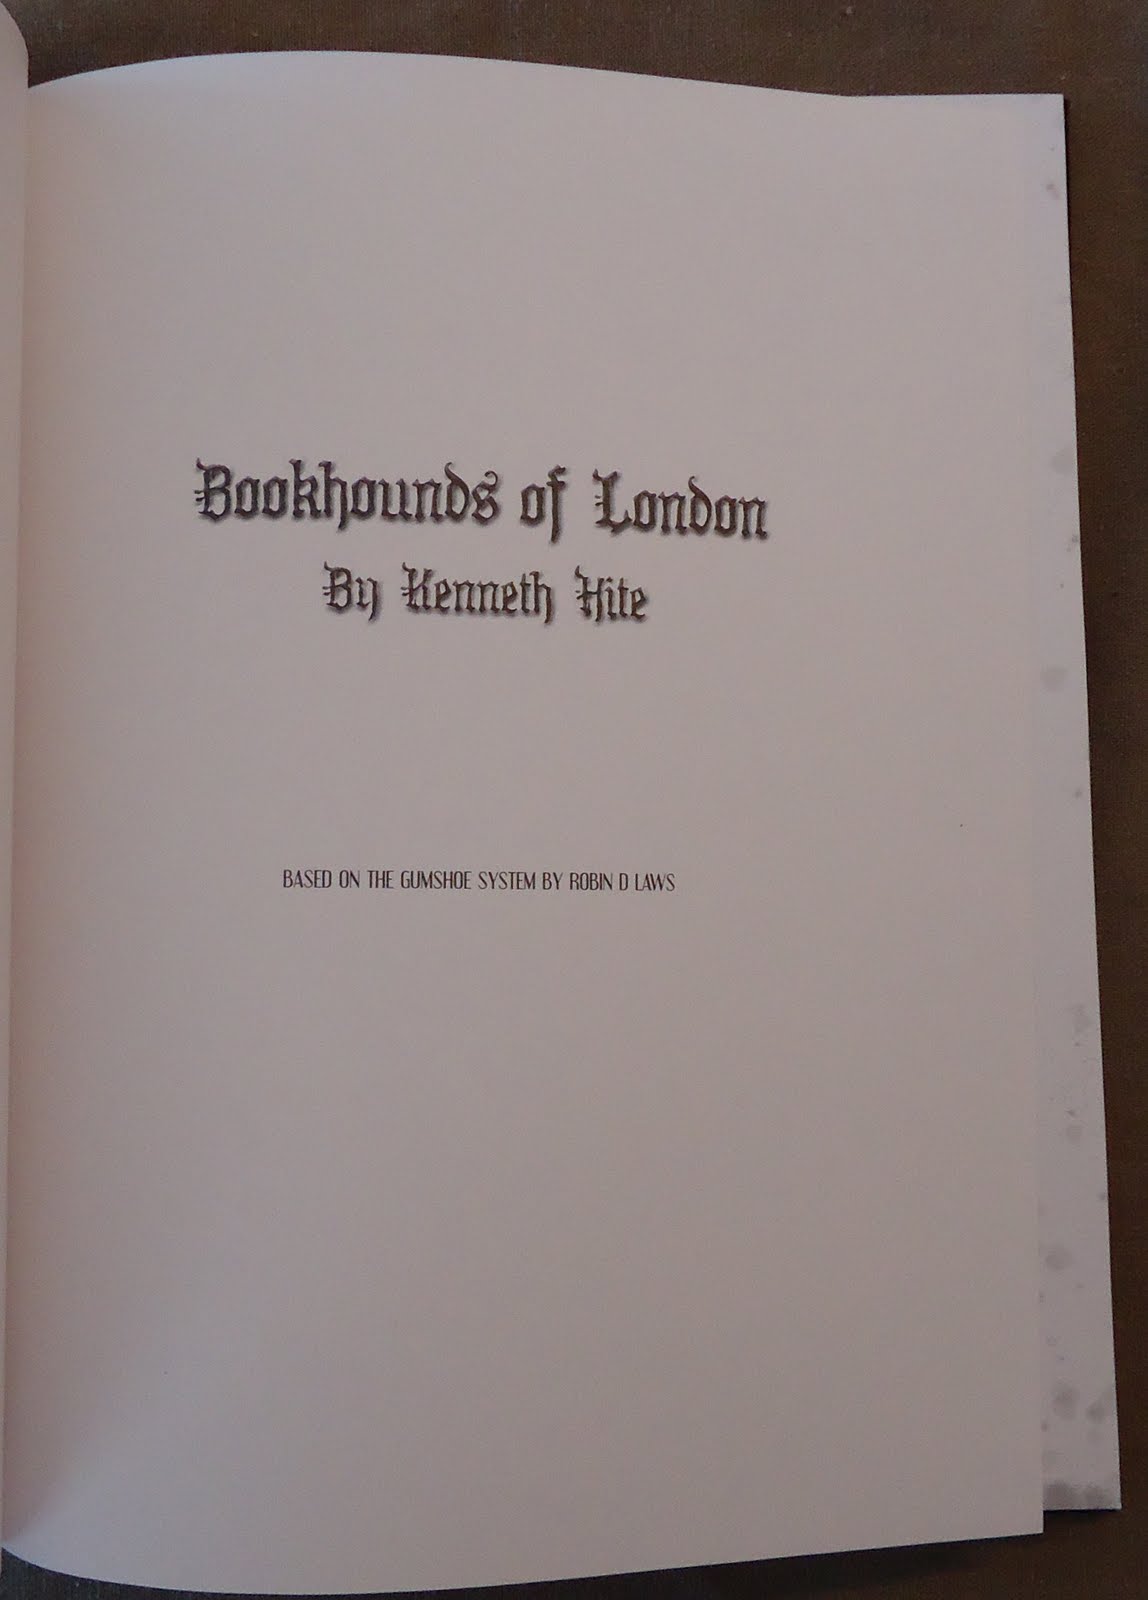 Bookhounds of London
By Kenneth Hite
BASED ON THE GUMSHOE SYSTEM BY ROBIN D LAWS